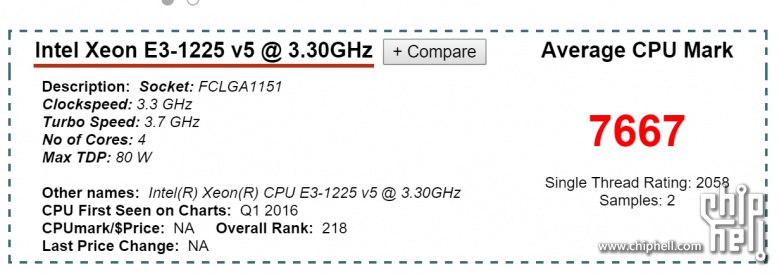 Intel Xeon E3-1225 v5 @ 3.30GHz
+ Compare
Average CPU Mark
Description: Socket: FCLGA1151
Clockspeed: 3.3 GHz
Turbo Speed: 3.7 GHz
No of Cores: 4
Max TDP: 80 W
7667
Single Thread Rating: 2058
Samples: 2
Other names: Intel(R) Xeon(R) CPU E3-1225 v5 @ 3.30GHz
CPU First Seen on Charts: Q1 2016
CPUmark/$Price: NA Overall Rank: 218
Last Price Change: NA
chip
hell
www.chiphell.com